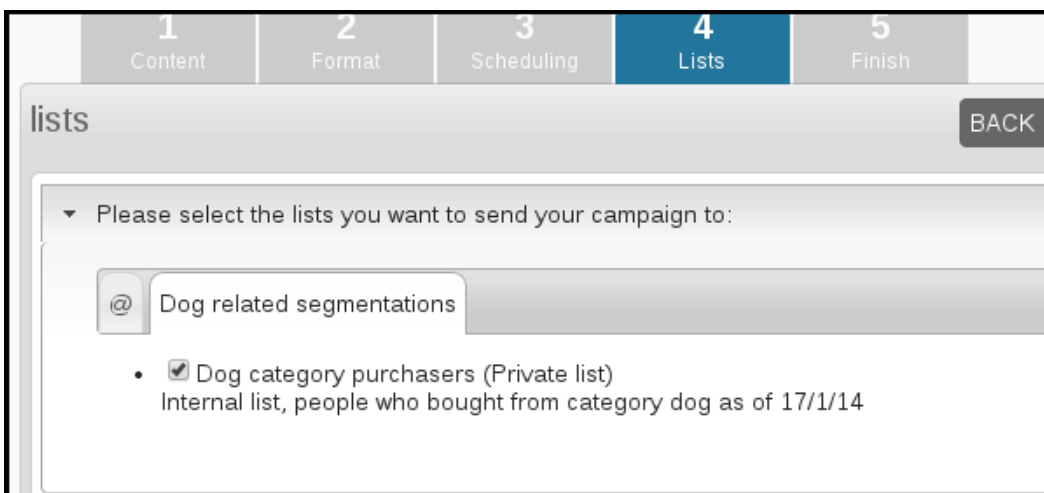 1 2 3 4 5
Content Format Scheduling Lists Finish
lists
BACK
Please select the lists you want to send your campaign to:
@ Dog related segmentations
Dog category purchasers (Private list)
Internal list, people who bought from category dog as of 17/1/14